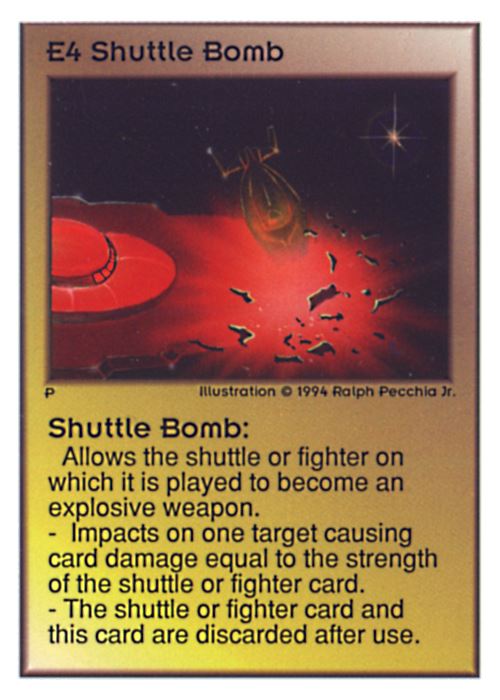 E4 Shuttle Bomb
P
Illustration © 1994 Ralph Pecchia Jr.
Shuttle Bomb:
Allows the shuttle or fighter on
which it is played to become an
explosive weapon.
- Impacts on one target causing
card damage equal to the strength
of the shuttle or fighter card.
- The shuttle or fighter card and
this card are discarded after use.